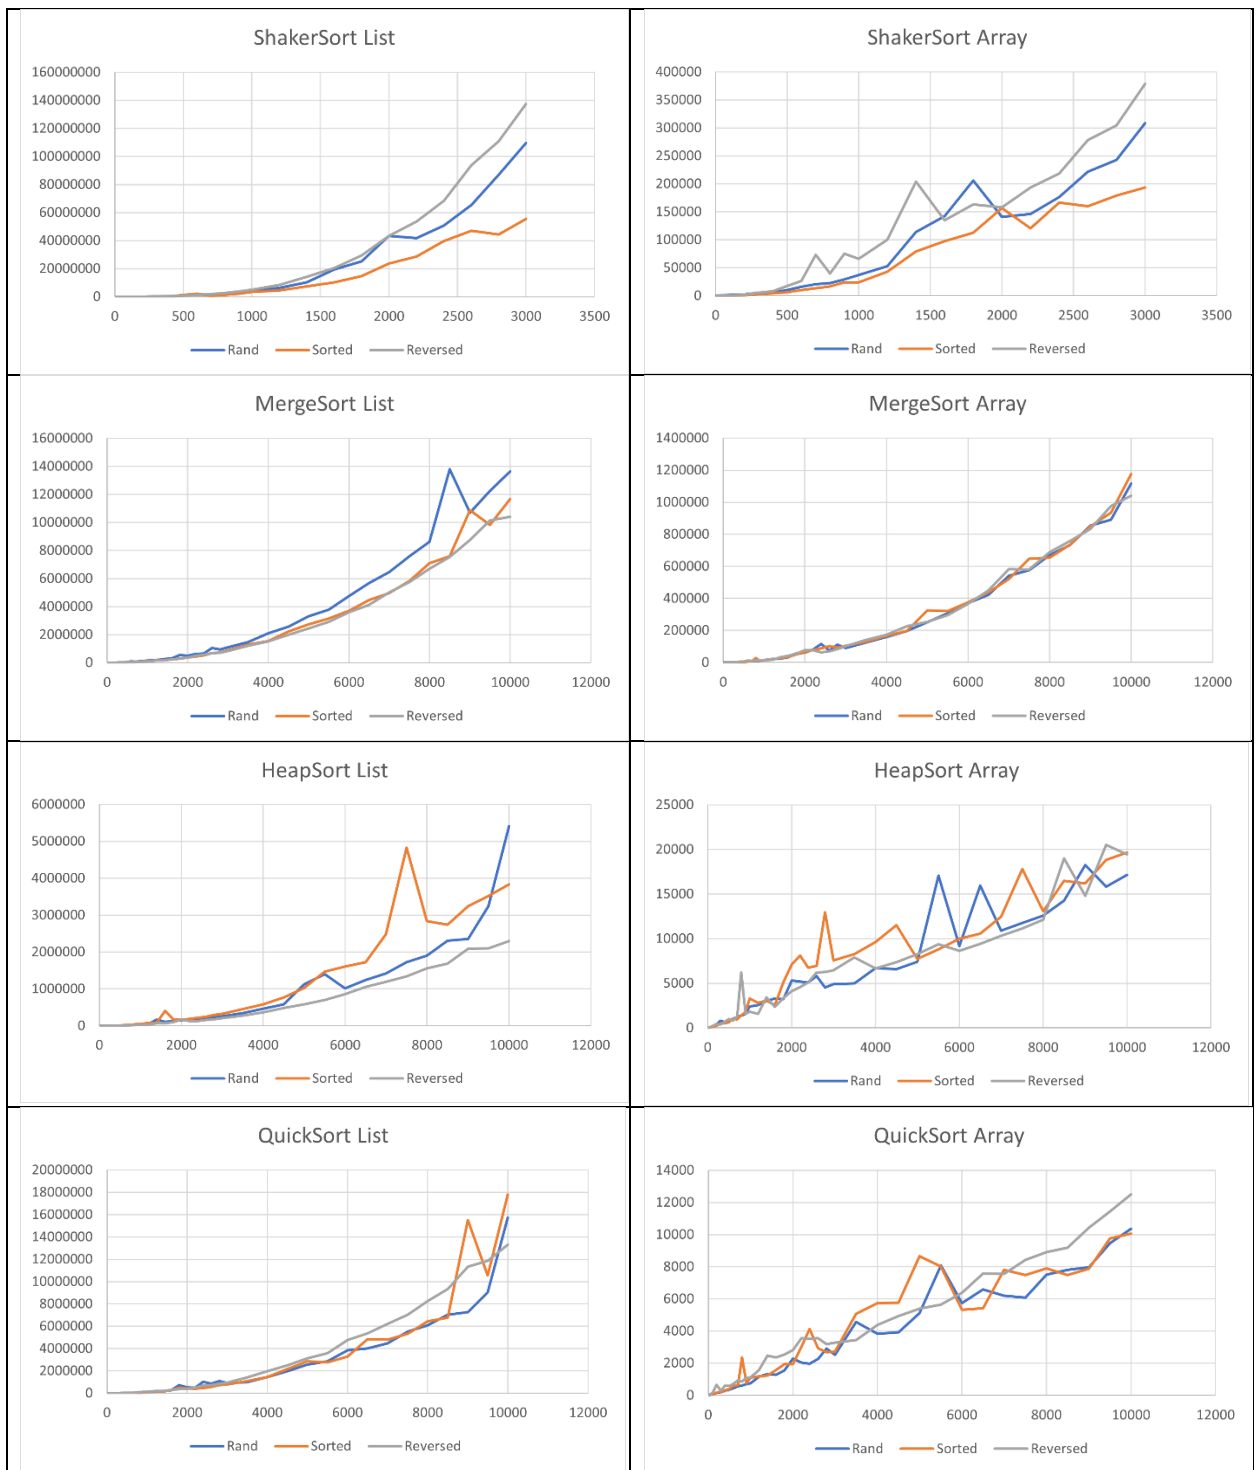 ShakerSort List
160000000
140000000
120000000
100000000
80000000
60000000
40000000
20000000
0
0 500 1000 1500 2000 2500 3000 3500
Rand Sorted Reversed
ShakerSort Array
400000
350000
300000
250000
200000
150000
100000
50000
0
0 500 1000 1500 2000 2500 3000 3500
Rand Sorted Reversed
MergeSort List
16000000
14000000
12000000
10000000
8000000
6000000
4000000
2000000
0
0 2000 4000 6000 8000 10000 12000
Rand Sorted Reversed
MergeSort Array
1400000
1200000
1000000
800000
600000
400000
200000
0
0 2000 4000 6000 8000 10000 12000
Rand Sorted Reversed
HeapSort List
6000000
5000000
4000000
3000000
2000000
1000000
0
0 2000 4000 6000 8000 10000 12000
Rand Sorted Reversed
HeapSort Array
25000
20000
15000
10000
5000
0
0 2000 4000 6000 8000 10000 12000
Rand Sorted Reversed
QuickSort List
20000000
18000000
16000000
14000000
12000000
10000000
8000000
6000000
4000000
2000000
0
0 2000 4000 6000 8000 10000 12000
Rand Sorted Reversed
QuickSort Array
14000
12000
10000
8000
6000
4000
2000
0
0 2000 4000 6000 8000 10000 12000
Rand Sorted Reversed